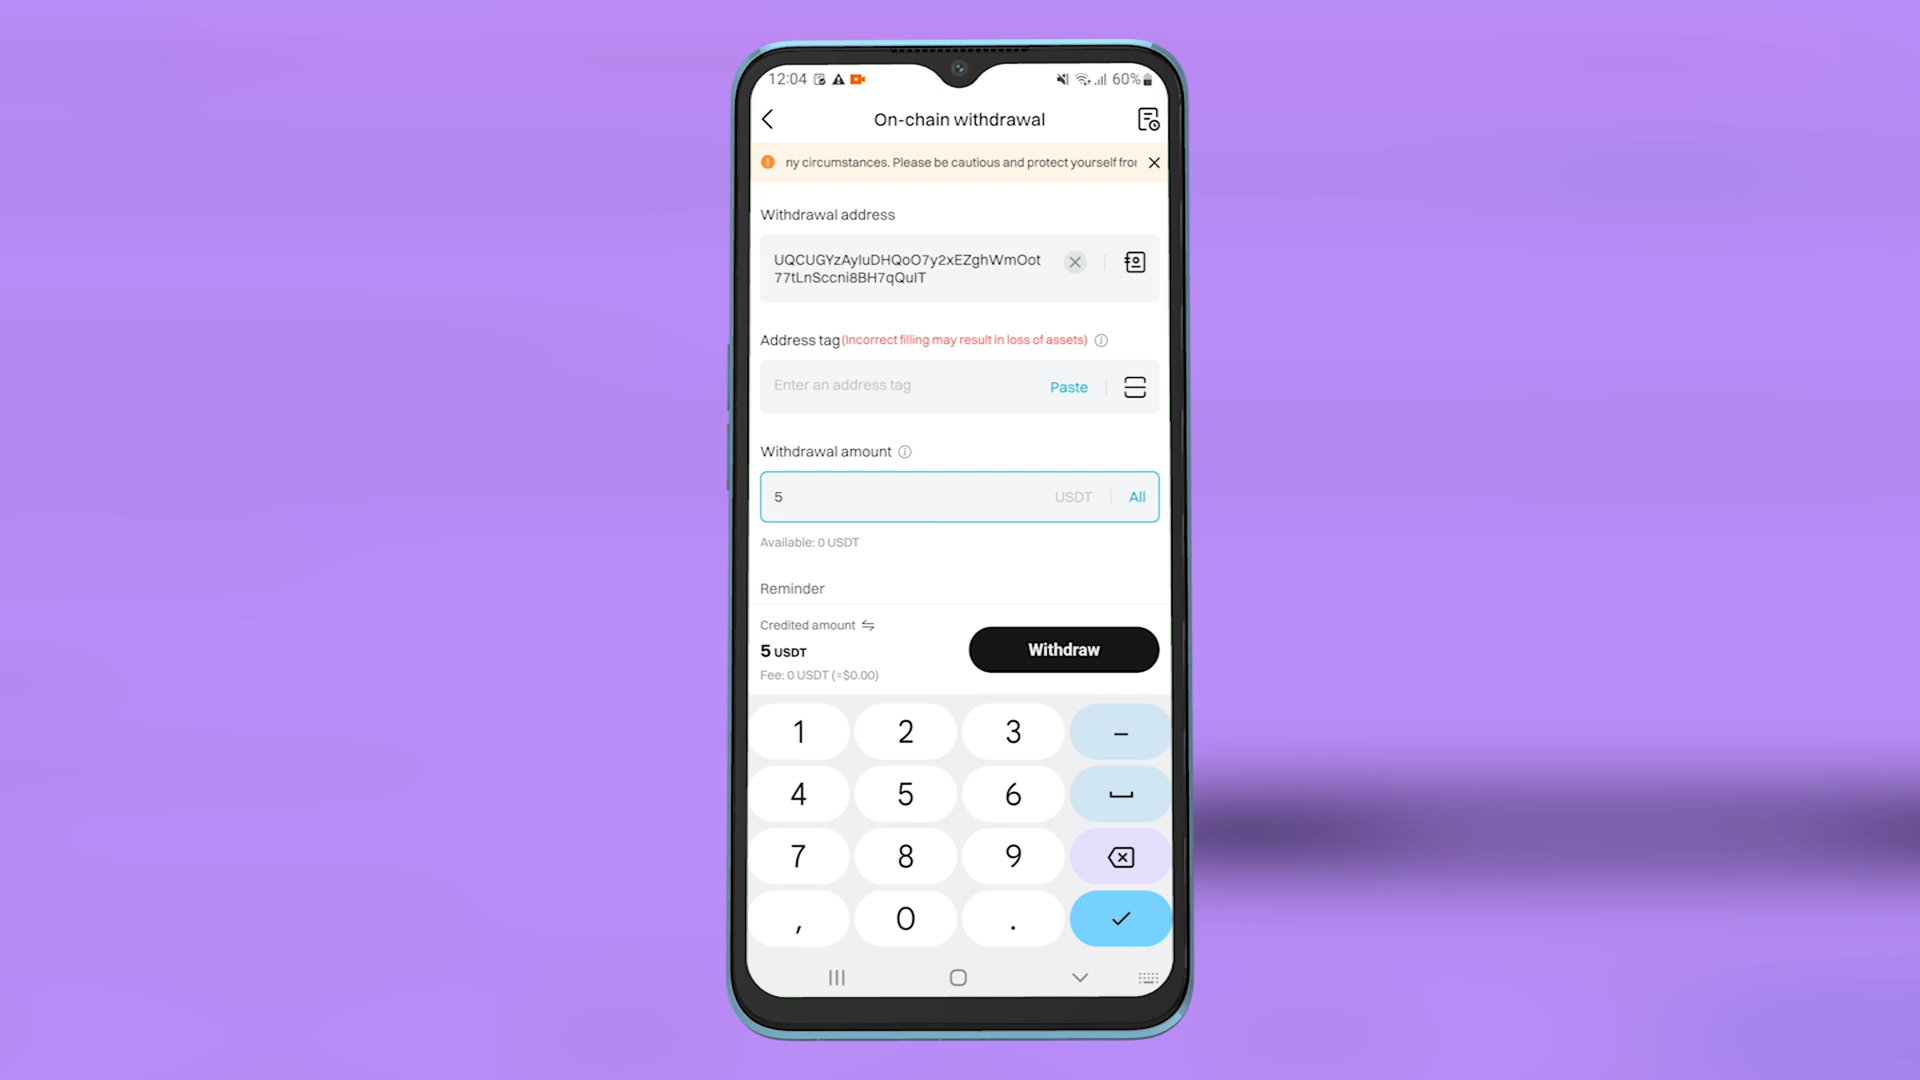 12:04
60%
On-chain withdrawal
ny circumstances. Please be cautious and protect yourself from
Withdrawal address
UQCUGYzAyluDHQoO7y2xEZghWmOot
77tLnSccni8BH7qQuIT
Address tag(Incorrect filling may result in loss of assets)
Enter an address tag Paste
Withdrawal amount
5 USDT All
Available: 0 USDT
Reminder
Credited amount
5 USDT
Withdraw
Fee: 0 USDT (≈$0.00)
1 2 3 –
4 5 6
7 8 9
, 0 .